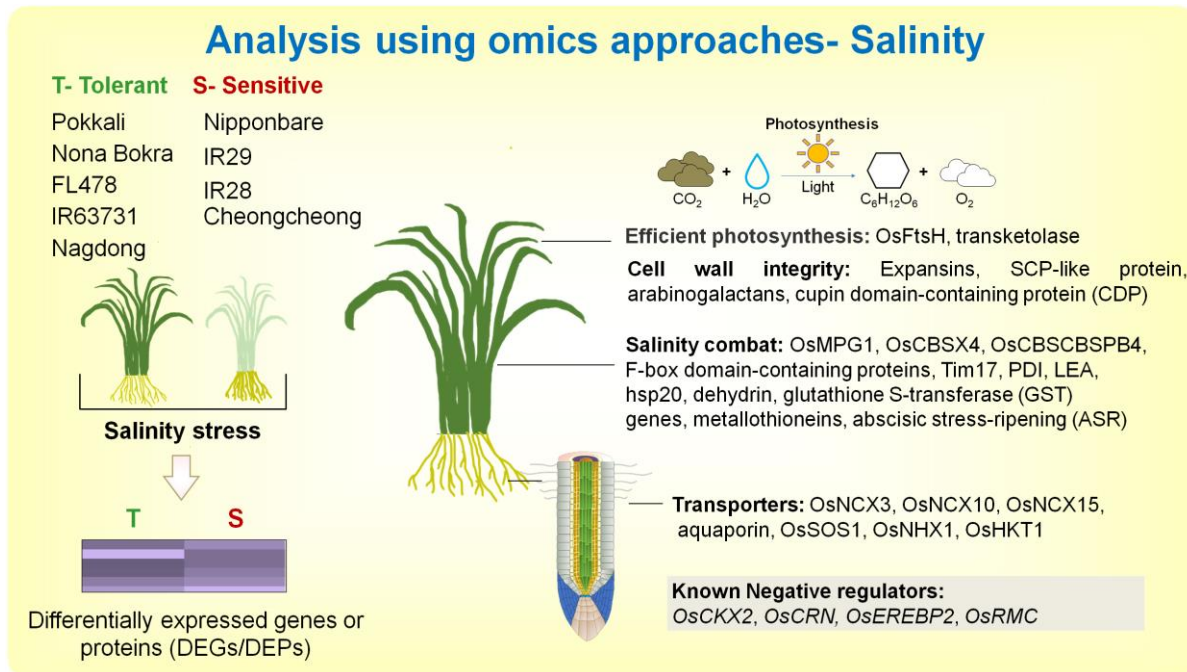 Analysis using omics approaches- Salinity
T- Tolerant
Pokkali
Nona Bokra
FL478
IR63731
Nagdong
S- Sensitive
Nipponbare
IR29
IR28
Cheongcheong
Salinity stress
T S
Differentially expressed genes or
proteins (DEGs/DEPs)
Photosynthesis
+ Light +
CO₂ H₂O C₆H₁₂O₆ O₂
Efficient photosynthesis: OsFtsH, transketolase
Cell wall integrity: Expansins, SCP-like protein,
arabinogalactans, cupin domain-containing protein (CDP)
Salinity combat: OsMPG1, OsCBSX4, OsCBSCBSPB4,
F-box domain-containing proteins, Tim17, PDI, LEA,
hsp20, dehydrin, glutathione S-transferase (GST)
genes, metallothioneins, abscisic stress-ripening (ASR)
Transporters: OsNCX3, OsNCX10, OsNCX15,
aquaporin, OsSOS1, OsNHX1, OsHKT1
Known Negative regulators:
OsCKX2, OsCRN, OsEREBP2, OsRMC